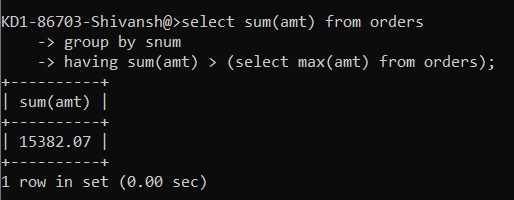 KD1-86703-Shivansh@>select sum(amt) from orders
    -> group by snum
    -> having sum(amt) > (select max(amt) from orders);
+----------+
| sum(amt) |
+----------+
| 15382.07 |
+----------+
1 row in set (0.00 sec)